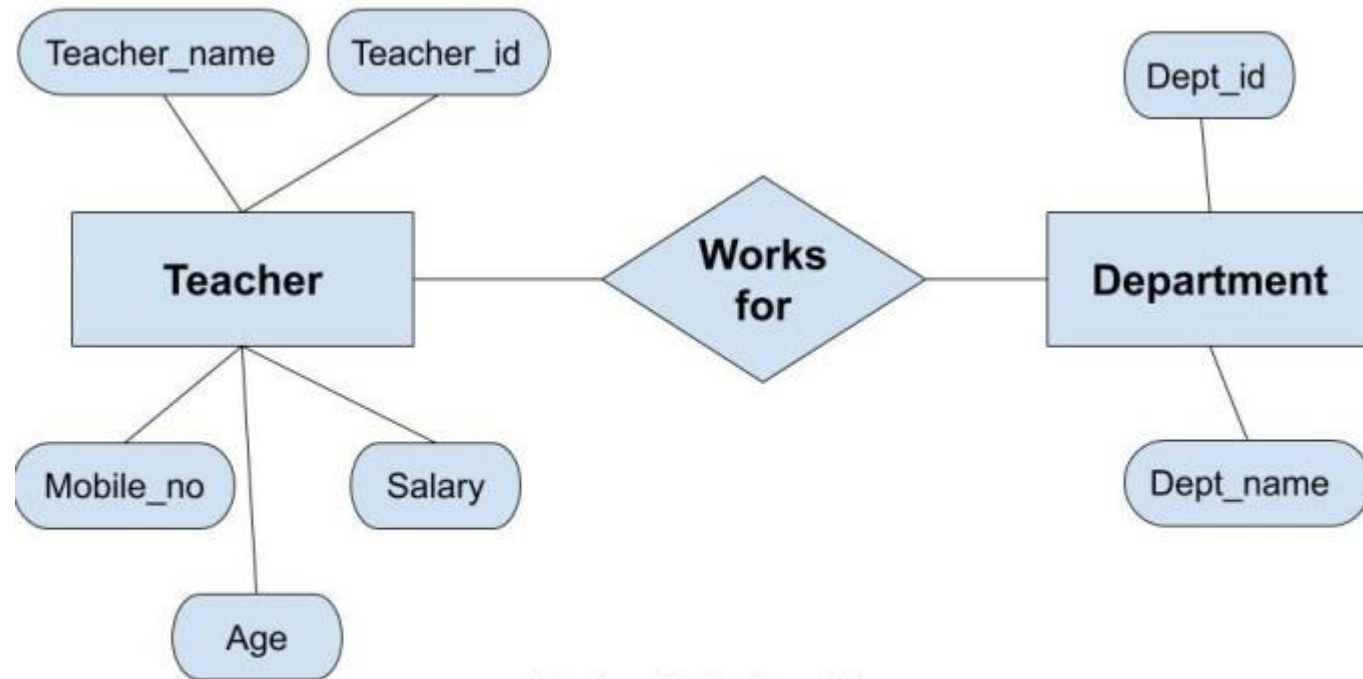 Teacher_name
Teacher_id
Dept_id
Teacher
Works
for
Department
Mobile_no
Salary
Dept_name
Age